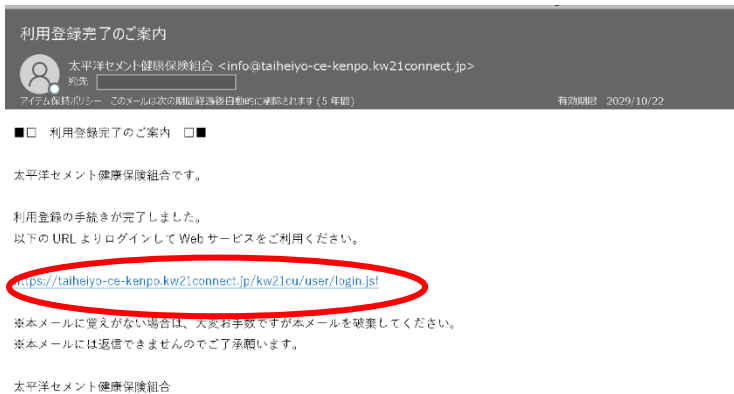 利用登録完了のご案内
太平洋セメント健康保険組合 <info@taiheiyo-ce-kenpo.kw21connect.jp>
宛先
アイテム保持ポリシー このメールは次の期間経過後自動的に削除されます (5 年間) 有効期限 2029/10/22
■□ 利用登録完了のご案内 □■
太平洋セメント健康保険組合です。
利用登録の手続きが完了しました。
以下の URL よりログインして Web サービスをご利用ください。
https://taiheiyo-ce-kenpo.kw21connect.jp/kw21cu/user/login.jsf
※本メールに覚えがない場合は、大変お手数ですが本メールを破棄してください。
※本メールには返信できませんのでご了承願います。
太平洋セメント健康保険組合